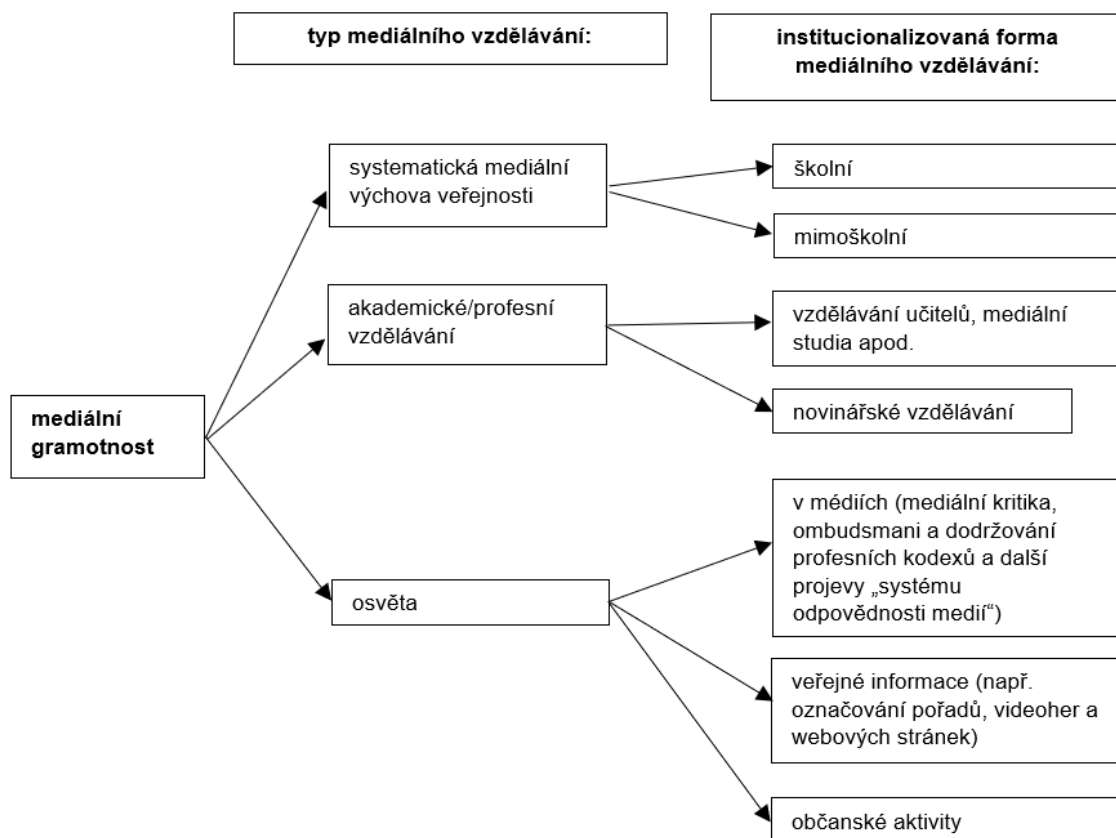 typ mediálního vzdělávání:
institucionalizovaná forma
mediálního vzdělávání:
systematická mediální
výchova veřejnosti
školní
mimoškolní
akademické/profesní
vzdělávání
vzdělávání učitelů, mediální
studia apod.
novinářské vzdělávání
mediální
gramotnost
osvěta
v médiích (mediální kritika,
ombudsmani a dodržování
profesních kodexů a další
projevy „systému
odpovědnosti medií“)
veřejné informace (např.
označování pořadů, videoher a
webových stránek)
občanské aktivity